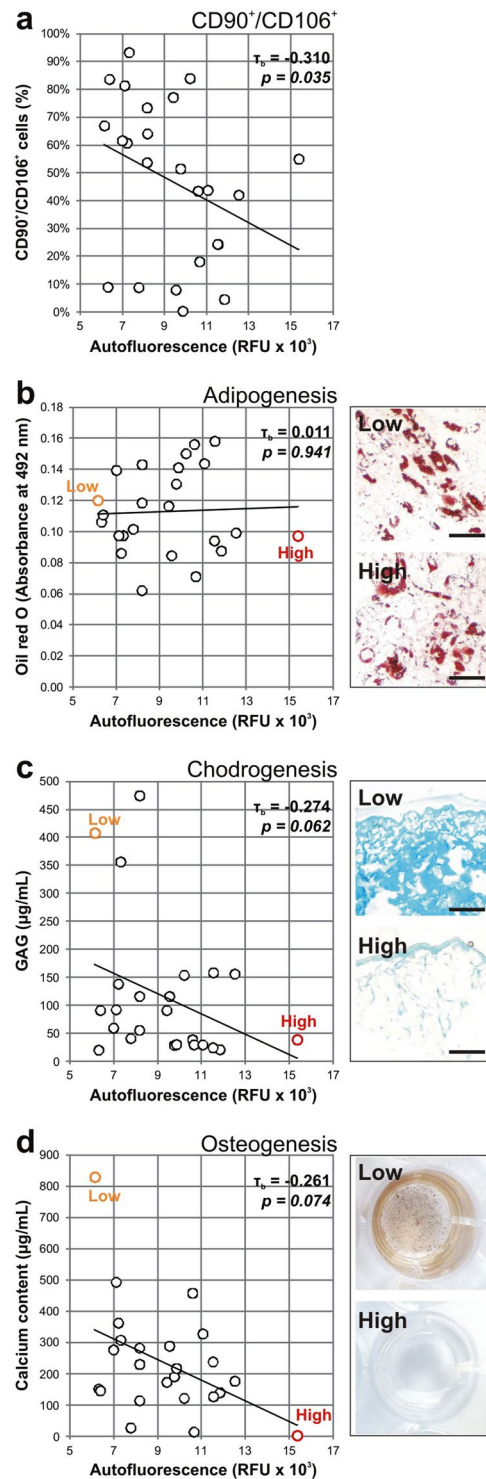 a CD90⁺/CD106⁺
τb = -0.310
p = 0.035
CD90⁺/CD106⁺ cells (%)
100%
90%
80%
70%
60%
50%
40%
30%
20%
10%
0%
5 7 9 11 13 15 17
Autofluorescence (RFU x 10³)
b Adipogenesis
τb = 0.011
p = 0.941
Oil red O (Absorbance at 492 nm)
0.18
0.16
0.14
0.12
0.10
0.08
0.06
0.04
0.02
0.00
Low
High
5 7 9 11 13 15 17
Autofluorescence (RFU x 10³)
Low
High
c Chodrogenesis
τb = -0.274
p = 0.062
GAG (µg/mL)
500
450
400
350
300
250
200
150
100
50
0
Low
High
5 7 9 11 13 15 17
Autofluorescence (RFU x 10³)
Low
High
d Osteogenesis
τb = -0.261
p = 0.074
Calcium content (µg/mL)
900
800
700
600
500
400
300
200
100
0
Low
High
5 7 9 11 13 15 17
Autofluorescence (RFU x 10³)
Low
High